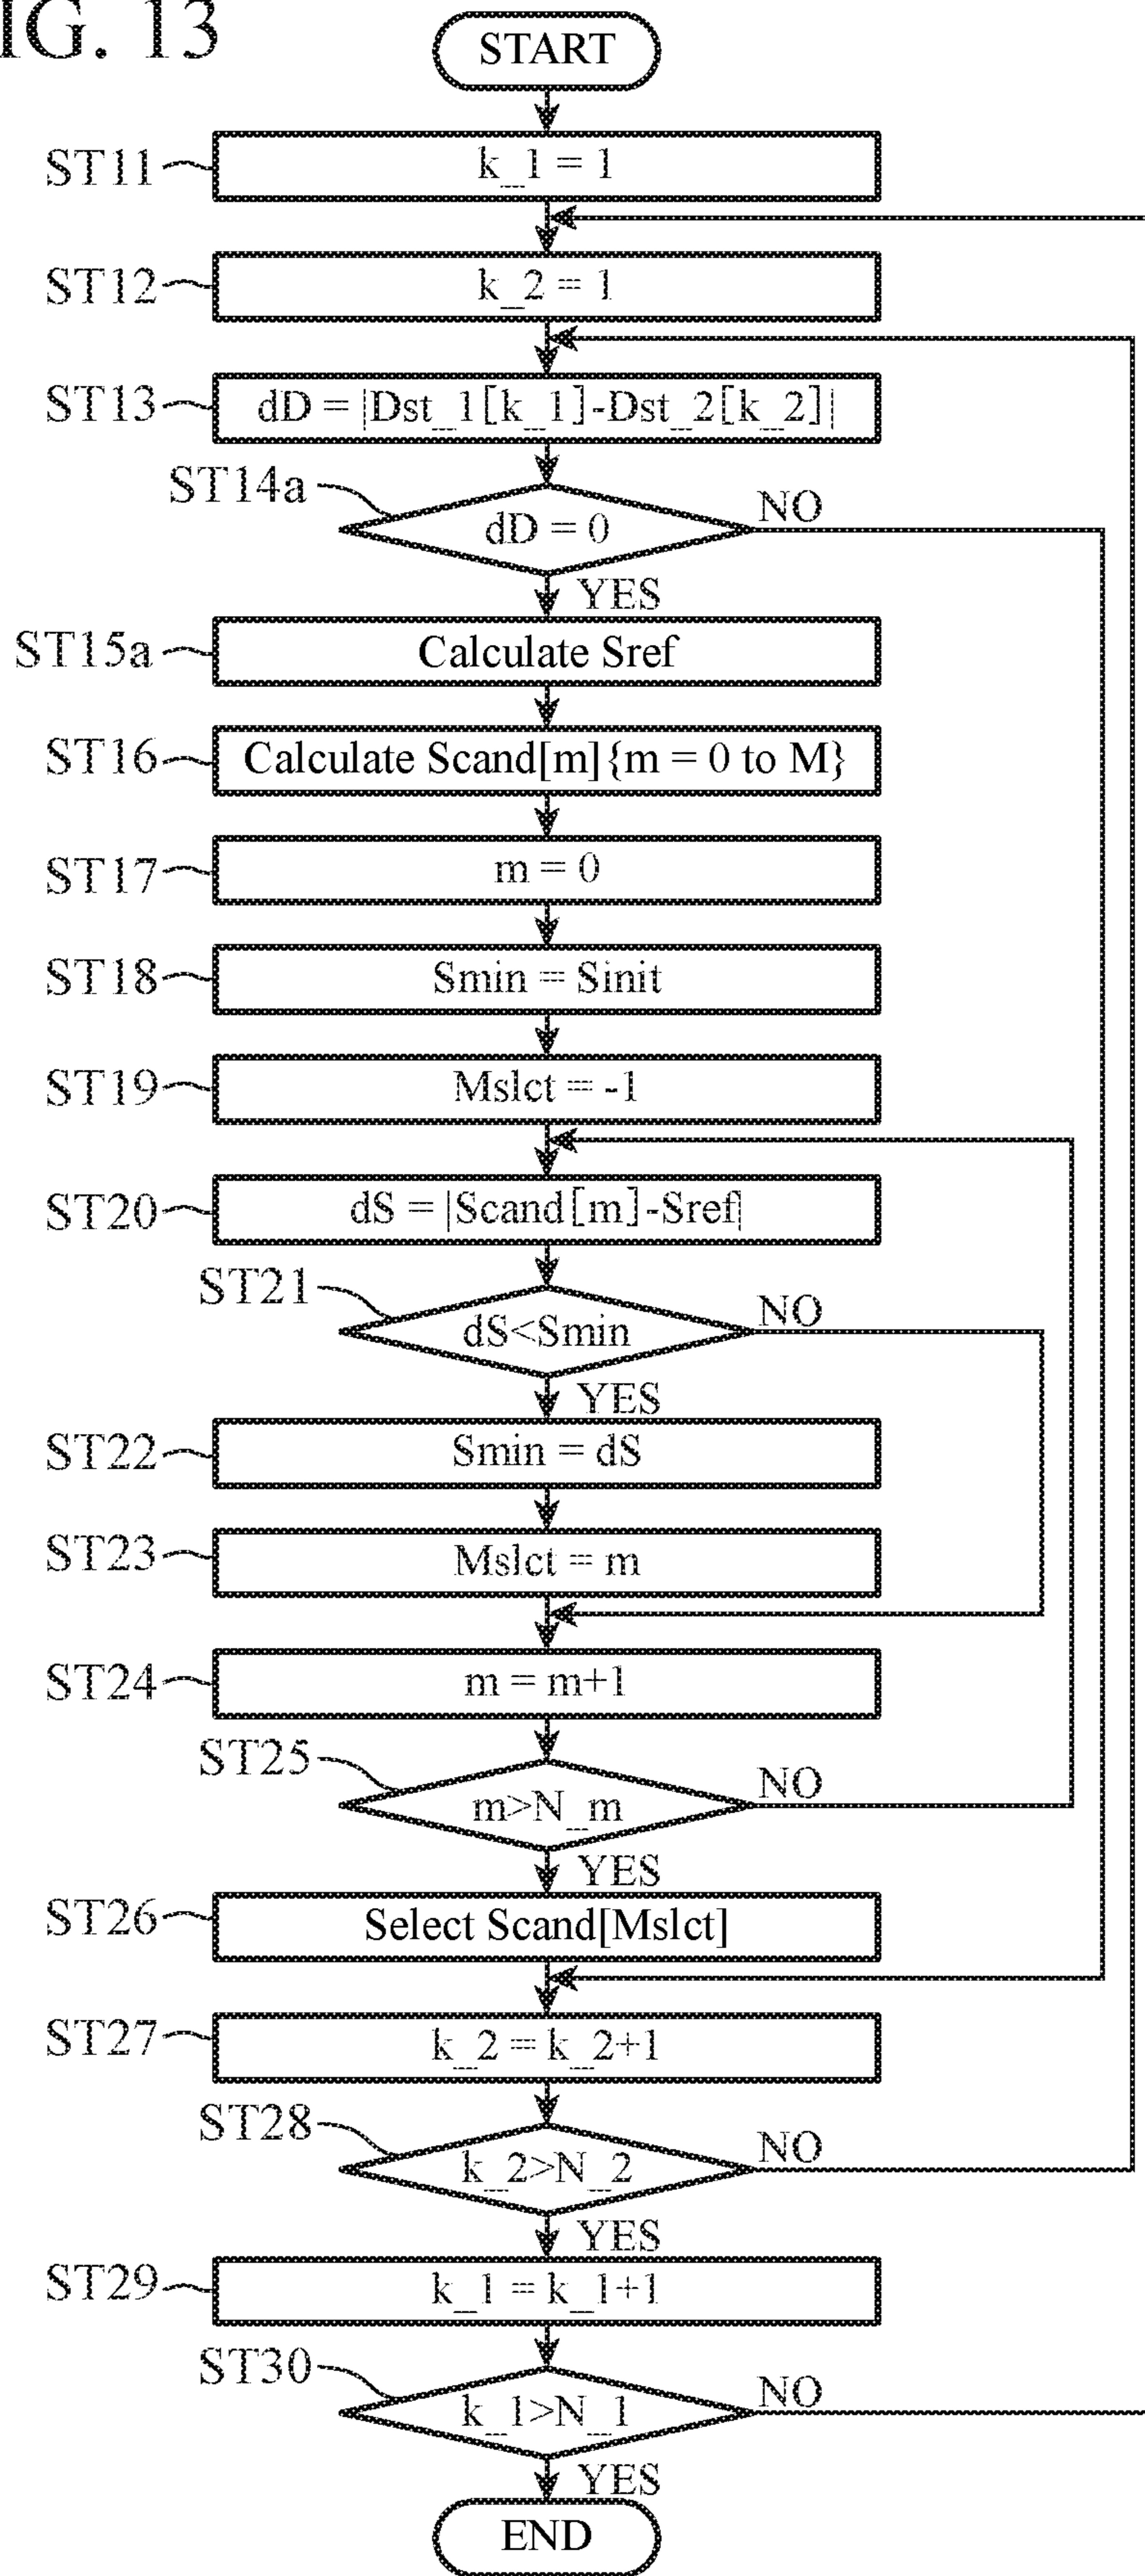 IG. 13
START
ST11
k_1 = 1
ST12
k_2 = 1
ST13
dD = |Dst_1[k_1]-Dst_2[k_2]|
ST14a
dD = 0
NO
YES
ST15a
Calculate Sref
ST16
Calculate Scand[m]{m = 0 to M}
ST17
m = 0
ST18
Smin = Sinit
ST19
Mslct = -1
ST20
dS = |Scand[m]-Sref|
ST21
dS<Smin
NO
YES
ST22
Smin = dS
ST23
Mslct = m
ST24
m = m+1
ST25
m>N_m
NO
YES
ST26
Select Scand[Mslct]
ST27
k_2 = k_2+1
ST28
k_2>N_2
NO
YES
ST29
k_1 = k_1+1
ST30
k_1>N_1
NO
YES
END